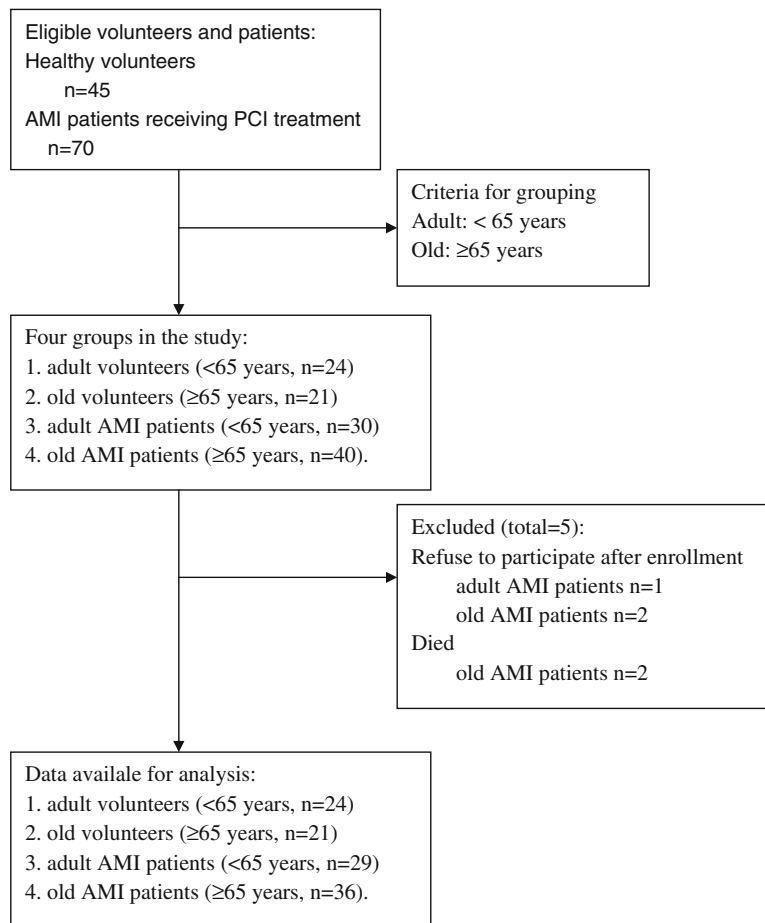 Eligible volunteers and patients:
Healthy volunteers
n=45
AMI patients receiving PCI treatment
n=70
Criteria for grouping
Adult: < 65 years
Old: ≥65 years
Four groups in the study:
1. adult volunteers (<65 years, n=24)
2. old volunteers (≥65 years, n=21)
3. adult AMI patients (<65 years, n=30)
4. old AMI patients (≥65 years, n=40).
Excluded (total=5):
Refuse to participate after enrollment
adult AMI patients n=1
old AMI patients n=2
Died
old AMI patients n=2
Data availale for analysis:
1. adult volunteers (<65 years, n=24)
2. old volunteers (≥65 years, n=21)
3. adult AMI patients (<65 years, n=29)
4. old AMI patients (≥65 years, n=36).